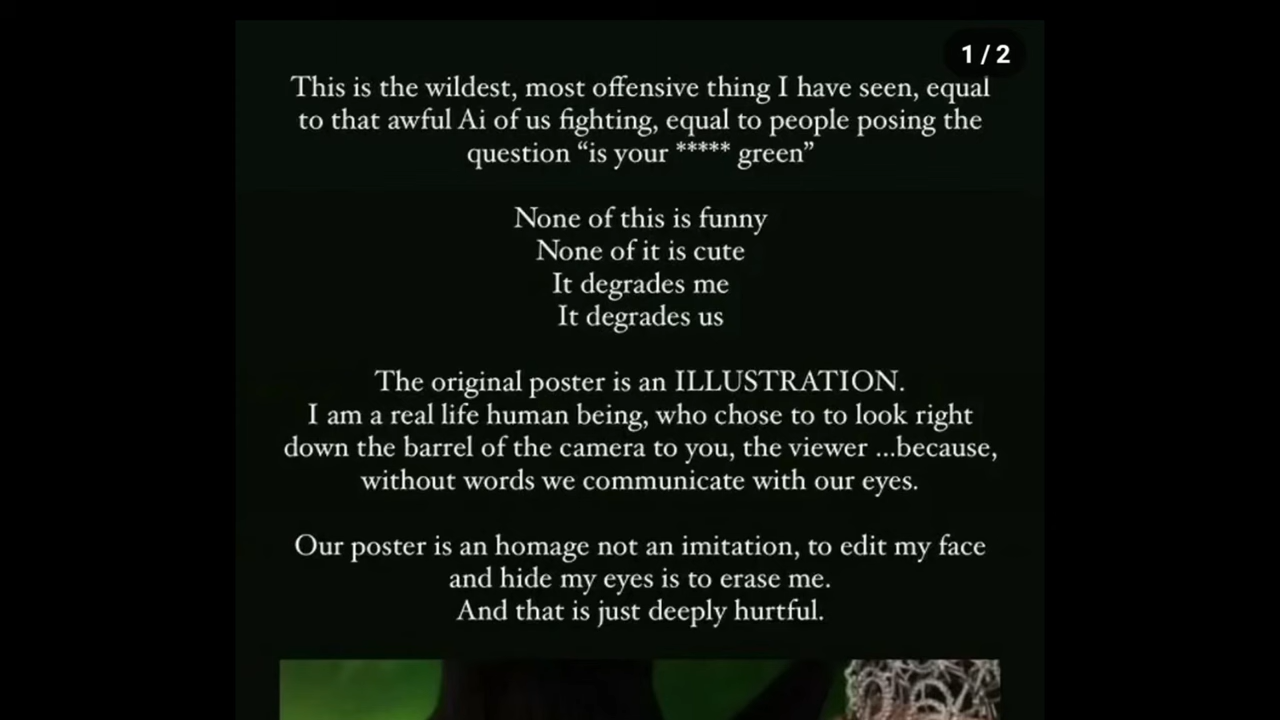 1/2
This is the wildest, most offensive thing I have seen, equal
to that awful Ai of us fighting, equal to people posing the
question “is your ***** green”
None of this is funny
None of it is cute
It degrades me
It degrades us
The original poster is an ILLUSTRATION.
I am a real life human being, who chose to to look right
down the barrel of the camera to you, the viewer ...because,
without words we communicate with our eyes.
Our poster is an homage not an imitation, to edit my face
and hide my eyes is to erase me.
And that is just deeply hurtful.